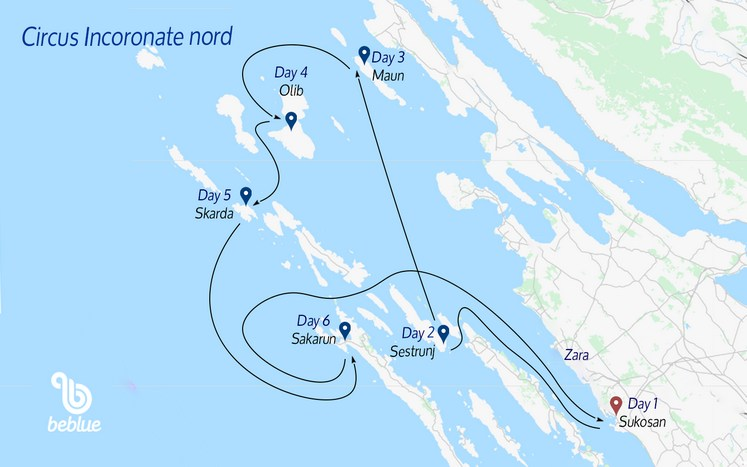 Circus Incoronate nord
Day 3
Maun
Day 4
Olib
Day 5
Skarda
Day 6
Sakarun
Day 2
Sestrunj
Zara
Day 1
Sukosan
beblue